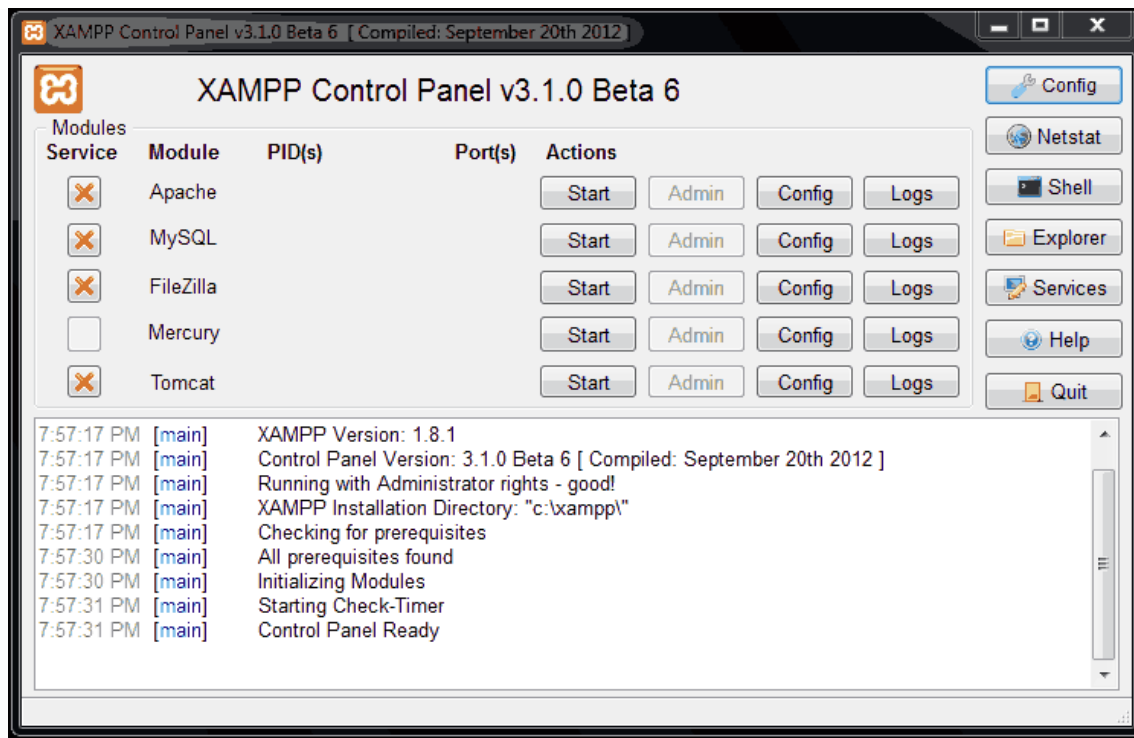 XAMPP Control Panel v3.1.0 Beta 6 [ Compiled: September 20th 2012 ]
XAMPP Control Panel v3.1.0 Beta 6
Config
Netstat
Shell
Explorer
Services
Help
Quit
Modules
Service Module PID(s) Port(s) Actions
Apache Start Admin Config Logs
MySQL Start Admin Config Logs
FileZilla Start Admin Config Logs
Mercury Start Admin Config Logs
Tomcat Start Admin Config Logs
7:57:17 PM [main] XAMPP Version: 1.8.1
7:57:17 PM [main] Control Panel Version: 3.1.0 Beta 6 [ Compiled: September 20th 2012 ]
7:57:17 PM [main] Running with Administrator rights - good!
7:57:17 PM [main] XAMPP Installation Directory: "c:\xampp\"
7:57:17 PM [main] Checking for prerequisites
7:57:30 PM [main] All prerequisites found
7:57:30 PM [main] Initializing Modules
7:57:31 PM [main] Starting Check-Timer
7:57:31 PM [main] Control Panel Ready